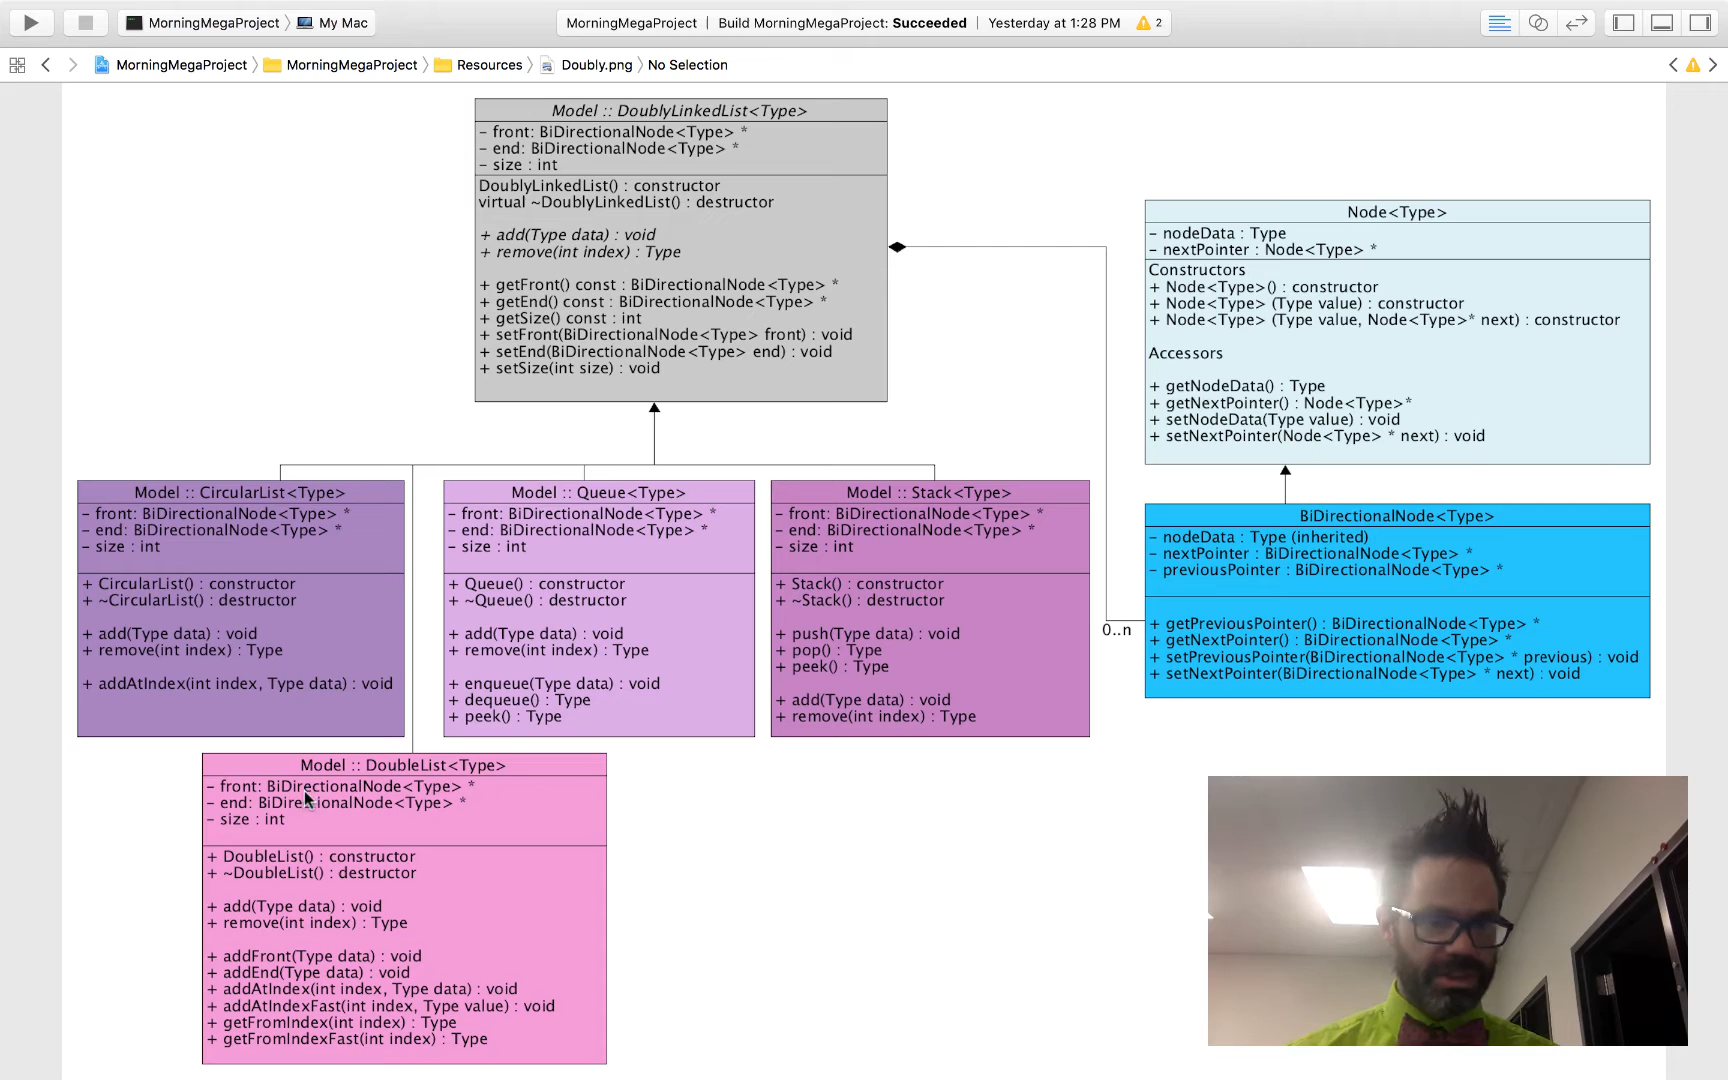 MorningMegaProject My Mac
MorningMegaProject | Build MorningMegaProject: Succeeded | Yesterday at 1:28 PM 2
MorningMegaProject MorningMegaProject Resources Doubly.png No Selection
Model :: DoublyLinkedList<Type>
- front: BiDirectionalNode<Type> *
- end: BiDirectionalNode<Type> *
- size : int
DoublyLinkedList() : constructor
virtual ~DoublyLinkedList() : destructor
+ add(Type data) : void
+ remove(int index) : Type
+ getFront() const : BiDirectionalNode<Type> *
+ getEnd() const : BiDirectionalNode<Type> *
+ getSize() const : int
+ setFront(BiDirectionalNode<Type> front) : void
+ setEnd(BiDirectionalNode<Type> end) : void
+ setSize(int size) : void
Node<Type>
- nodeData : Type
- nextPointer : Node<Type> *
Constructors
+ Node<Type>() : constructor
+ Node<Type> (Type value) : constructor
+ Node<Type> (Type value, Node<Type>* next) : constructor
Accessors
+ getNodeData() : Type
+ getNextPointer() : Node<Type>*
+ setNodeData(Type value) : void
+ setNextPointer(Node<Type> * next) : void
Model :: CircularList<Type>
- front: BiDirectionalNode<Type> *
- end: BiDirectionalNode<Type> *
- size : int
+ CircularList() : constructor
+ ~CircularList() : destructor
+ add(Type data) : void
+ remove(int index) : Type
+ addAtIndex(int index, Type data) : void
Model :: Queue<Type>
- front: BiDirectionalNode<Type> *
- end: BiDirectionalNode<Type> *
- size : int
+ Queue() : constructor
+ ~Queue() : destructor
+ add(Type data) : void
+ remove(int index) : Type
+ enqueue(Type data) : void
+ dequeue() : Type
+ peek() : Type
Model :: Stack<Type>
- front: BiDirectionalNode<Type> *
- end: BiDirectionalNode<Type> *
- size : int
+ Stack() : constructor
+ ~Stack() : destructor
+ push(Type data) : void
+ pop() : Type
+ peek() : Type
+ add(Type data) : void
+ remove(int index) : Type
0..n
BiDirectionalNode<Type>
- nodeData : Type (inherited)
- nextPointer : BiDirectionalNode<Type> *
- previousPointer : BiDirectionalNode<Type> *
+ getPreviousPointer() : BiDirectionalNode<Type> *
+ getNextPointer() : BiDirectionalNode<Type> *
+ setPreviousPointer(BiDirectionalNode<Type> * previous) : void
+ setNextPointer(BiDirectionalNode<Type> * next) : void
Model :: DoubleList<Type>
- front: BiDirectionalNode<Type> *
- end: BiDirectionalNode<Type> *
- size : int
+ DoubleList() : constructor
+ ~DoubleList() : destructor
+ add(Type data) : void
+ remove(int index) : Type
+ addFront(Type data) : void
+ addEnd(Type data) : void
+ addAtIndex(int index, Type data) : void
+ addAtIndexFast(int index, Type value) : void
+ getFromIndex(int index) : Type
+ getFromIndexFast(int index) : Type